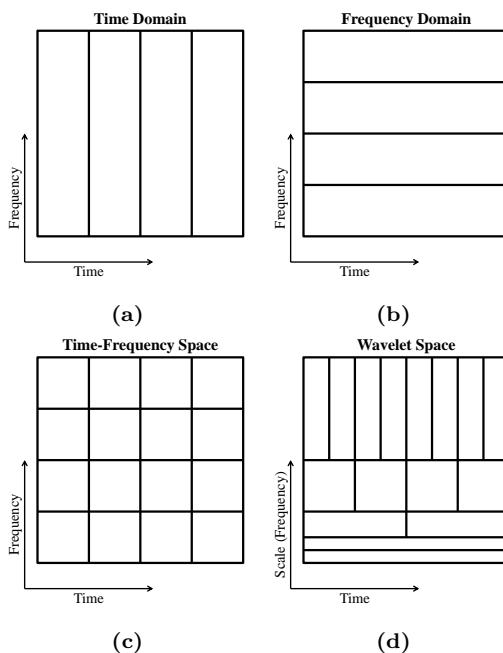 Time Domain
Frequency
Time
(a)
Frequency Domain
Frequency
Time
(b)
Time-Frequency Space
Frequency
Time
(c)
Wavelet Space
Scale (Frequency)
Time
(d)